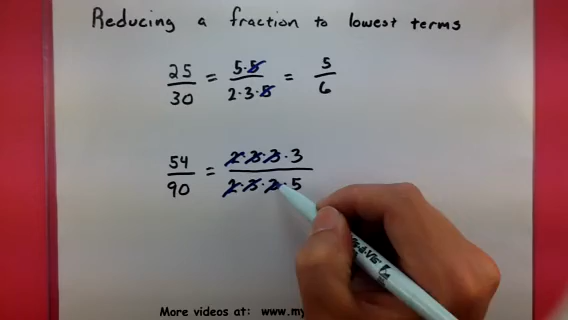 Reducing a fraction to lowest terms
25/30 = 5·5/2·3·5 = 5/6
54/90 = 2·3·3·3/2·3·3·5
More videos at: www.my